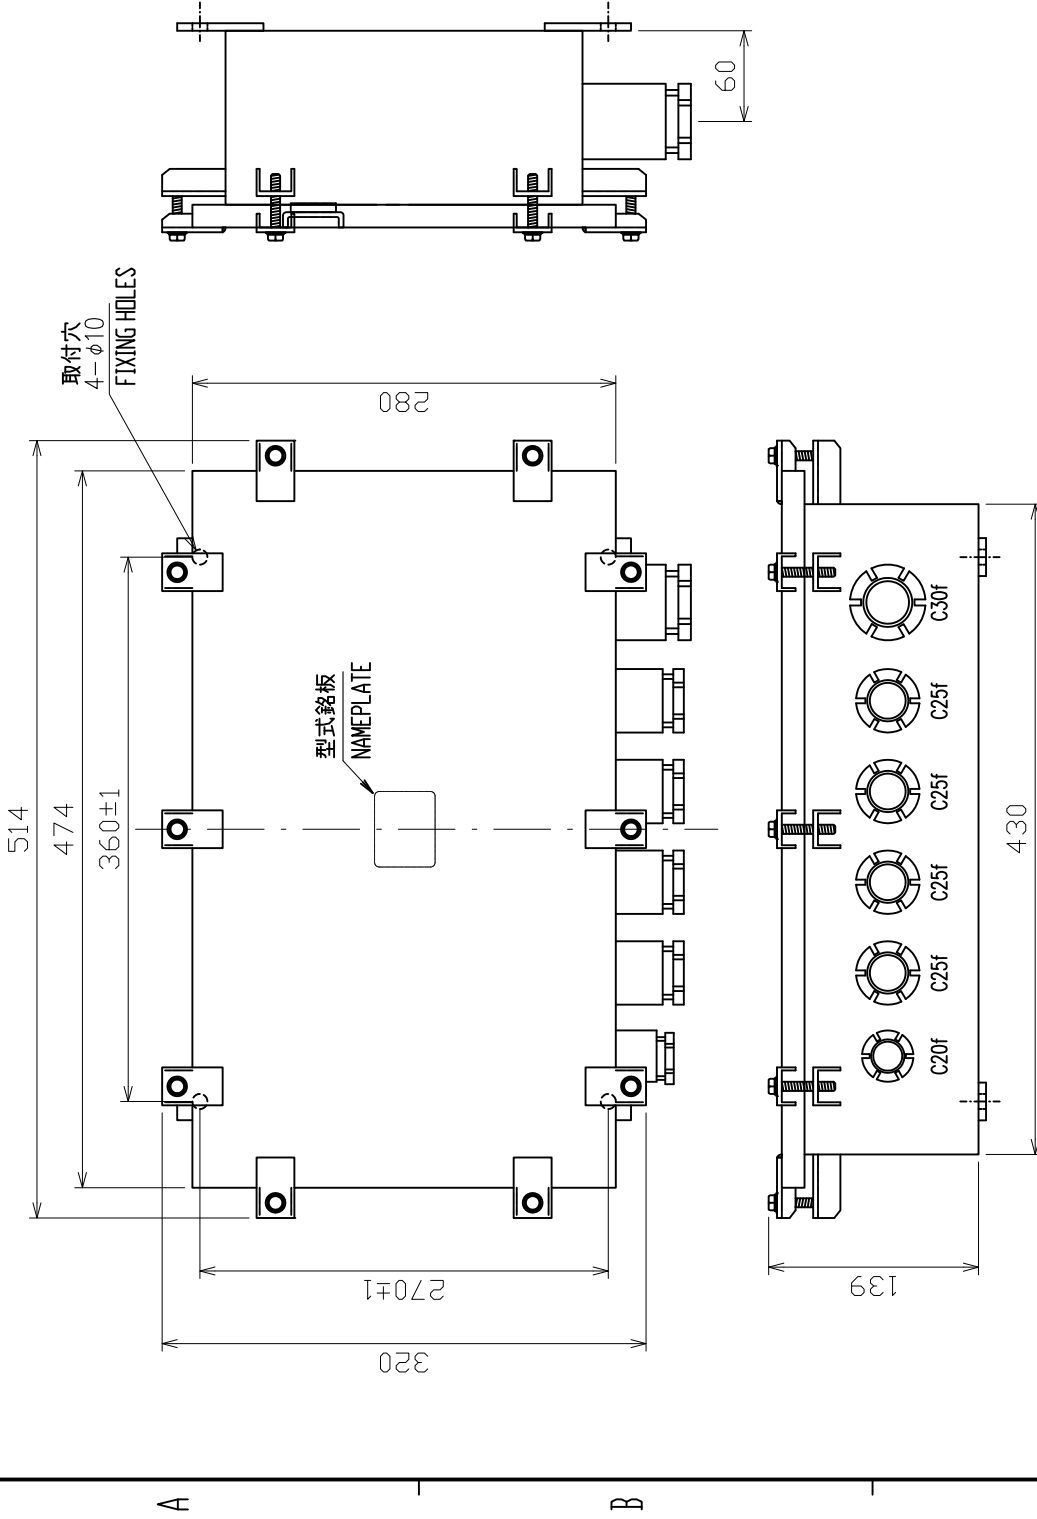 60
取付穴
4-φ10
FIXING HOLES
280
514
474
360±1
型式銘板
NAMEPLATE
270±1
320
C30f
C25f
C25f
C25f
C25f
C20f
430
139
A
B